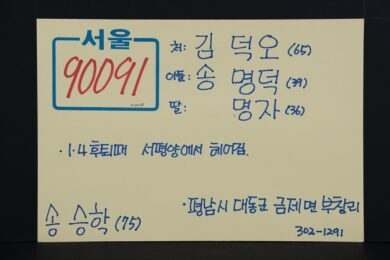 서울
90091
처: 김덕오 (65)
아들: 송명덕 (39)
딸: 명자 (36)
·1·4후퇴때 서평양에서 헤어짐.
송승학 (75)
·평남시 대동군 금제면 부창리
302-1291